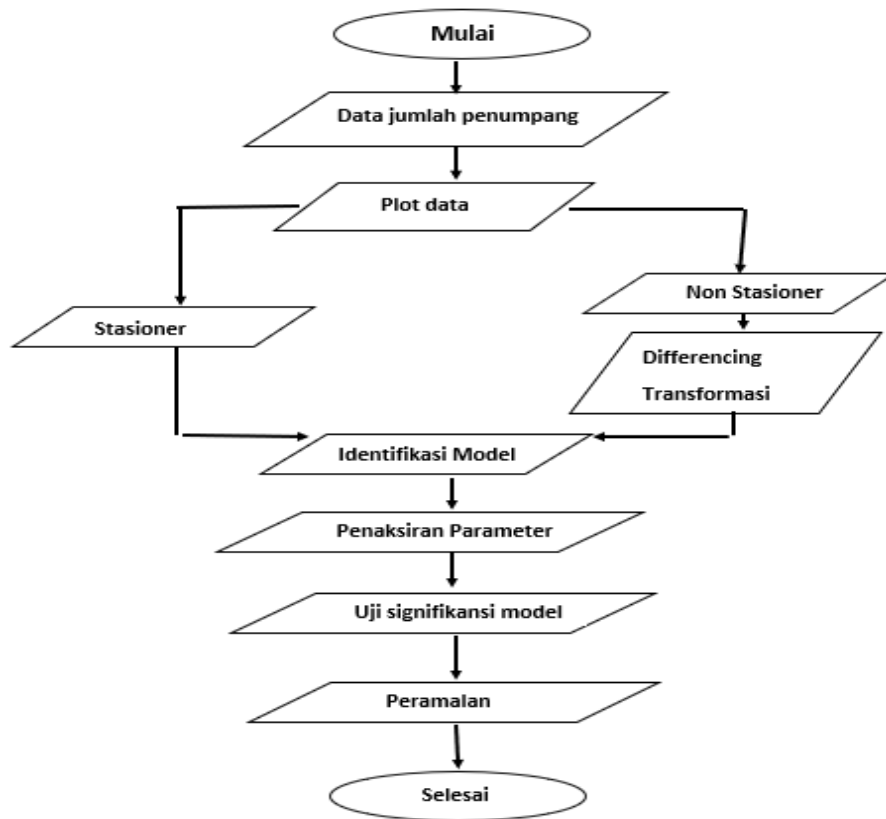 Mulai
Data jumlah penumpang
Plot data
Stasioner
Non Stasioner
Differencing
Transformasi
Identifikasi Model
Penaksiran Parameter
Uji signifikansi model
Peramalan
Selesai